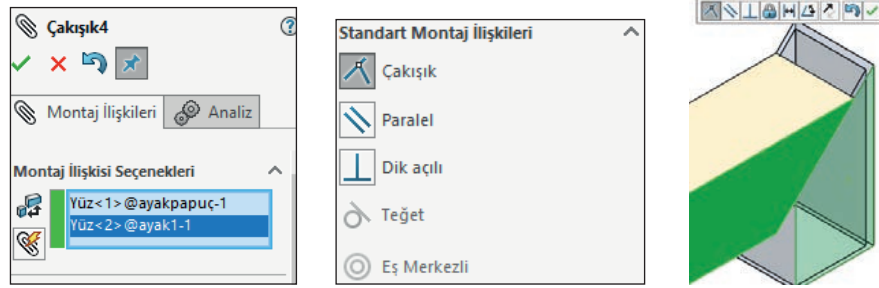 Çakışık4
Montaj İlişkileri
Analiz
Montaj İlişkisi Seçenekleri
Yüz<1>@ayakpapuç-1
Yüz<2>@ayak1-1
Standart Montaj İlişkileri
Çakışık
Paralel
Dik açılı
Teğet
Eş Merkezli